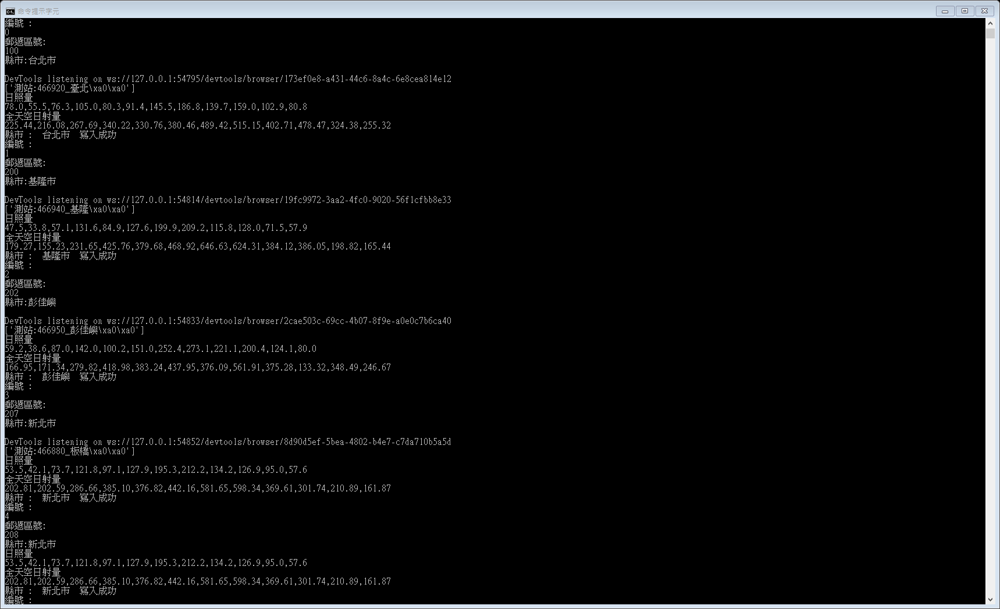 命令提示字元
編號 :
0
郵遞區號:
100
縣市:台北市
DevTools listening on ws://127.0.0.1:54795/devtools/browser/173ef0e8-a431-44c6-8a4c-6e8cea814e12
['測站:466920_臺北\xa0\xa0']
日照量
78.0,55.5,76.3,105.0,80.3,91.4,145.5,186.8,139.7,159.0,102.9,80.8
全天空日射量
225.44,216.08,267.69,340.22,330.76,380.46,489.42,515.15,402.71,478.47,324.38,255.32
縣市 :  台北市  寫入成功
編號 :
1
郵遞區號:
200
縣市:基隆市
DevTools listening on ws://127.0.0.1:54814/devtools/browser/19fc9972-3aa2-4fc0-9020-56f1cfbb8e33
['測站:466940_基隆\xa0\xa0']
日照量
47.5,33.8,57.1,131.6,84.9,127.6,199.9,209.2,115.8,128.0,71.5,57.9
全天空日射量
179.27,155.23,231.65,425.76,379.68,468.92,646.63,624.31,384.12,386.05,198.82,165.44
縣市 :  基隆市  寫入成功
編號 :
2
郵遞區號:
202
縣市:彭佳嶼
DevTools listening on ws://127.0.0.1:54833/devtools/browser/2cae503c-69cc-4b07-8f9e-a0e0c7b6ca40
['測站:466950_彭佳嶼\xa0\xa0']
日照量
59.2,38.6,87.0,142.0,100.2,151.0,252.4,273.1,221.1,200.4,124.1,80.0
全天空日射量
166.95,171.34,279.82,418.98,383.24,437.95,376.09,561.91,375.28,133.32,348.49,246.67
縣市 :  彭佳嶼  寫入成功
編號 :
3
郵遞區號:
207
縣市:新北市
DevTools listening on ws://127.0.0.1:54852/devtools/browser/8d90d5ef-5bea-4802-b4e7-c7da710b5a5d
['測站:466880_板橋\xa0\xa0']
日照量
53.5,42.1,73.7,121.8,97.1,127.9,195.3,212.2,134.2,126.9,95.0,57.6
全天空日射量
202.81,202.59,286.66,385.10,376.82,442.16,581.65,598.34,369.61,301.74,210.89,161.87
縣市 :  新北市  寫入成功
編號 :
4
郵遞區號:
208
縣市:新北市
日照量
53.5,42.1,73.7,121.8,97.1,127.9,195.3,212.2,134.2,126.9,95.0,57.6
全天空日射量
202.81,202.59,286.66,385.10,376.82,442.16,581.65,598.34,369.61,301.74,210.89,161.87
縣市 :  新北市  寫入成功
編號 :